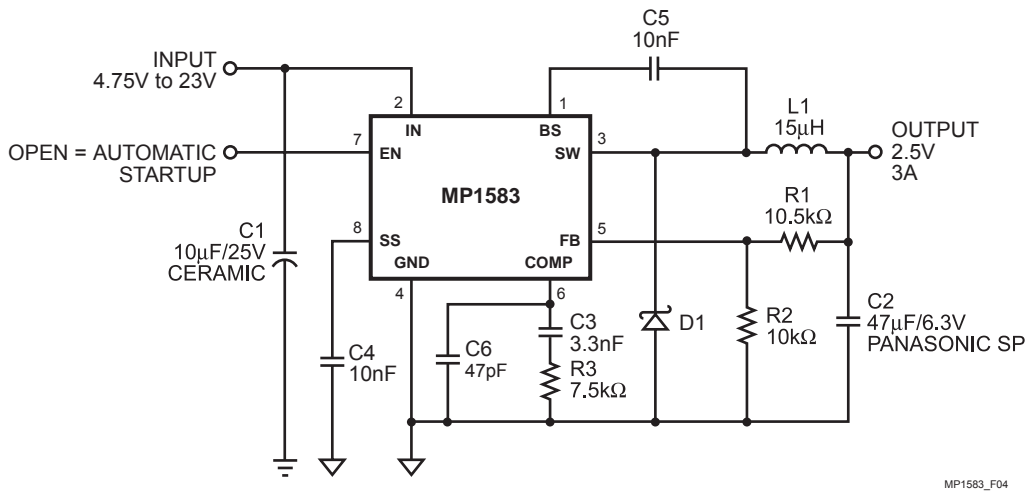 C5
10nF
INPUT
4.75V to 23V
2
1
IN
BS
L1
15μH
OUTPUT
2.5V
3A
7
EN
SW
3
OPEN = AUTOMATIC
STARTUP
MP1583
R1
10.5kΩ
8
SS
FB
5
C1
10μF/25V
CERAMIC
GND
COMP
4
6
C4
10nF
C6
47pF
C3
3.3nF
R3
7.5kΩ
D1
R2
10kΩ
C2
47μF/6.3V
PANASONIC SP
MP1583_F04